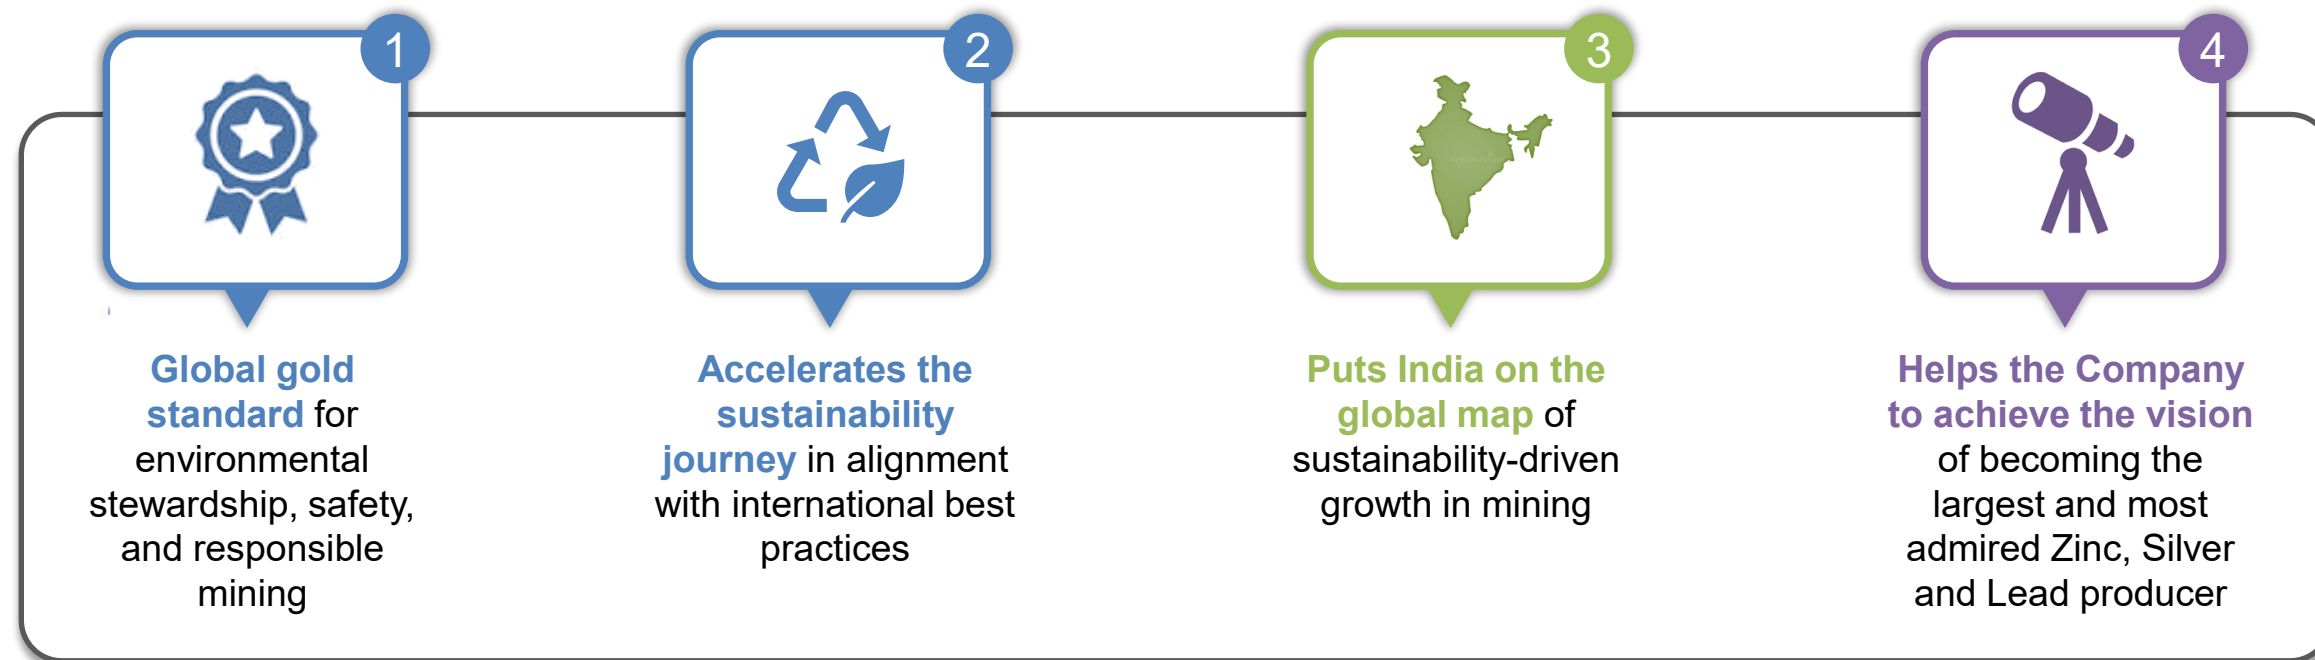 1
Global gold
standard for
environmental
stewardship, safety,
and responsible
mining
2
Accelerates the
sustainability
journey in alignment
with international best
practices
3
Puts India on the
global map of
sustainability-driven
growth in mining
4
Helps the Company
to achieve the vision
of becoming the
largest and most
admired Zinc, Silver
and Lead producer